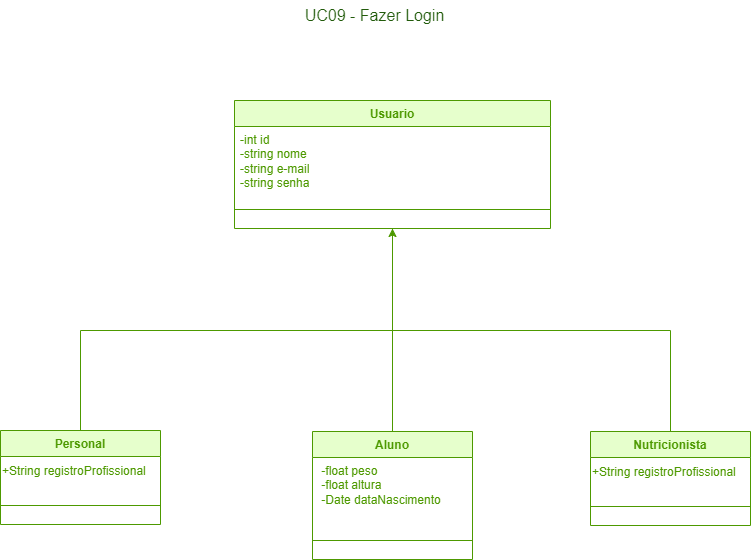 UC09 - Fazer Login
Usuario
-int id
-string nome
-string e-mail
-string senha
Personal
+String registroProfissional
Aluno
-float peso
-float altura
-Date dataNascimento
Nutricionista
+String registroProfissional